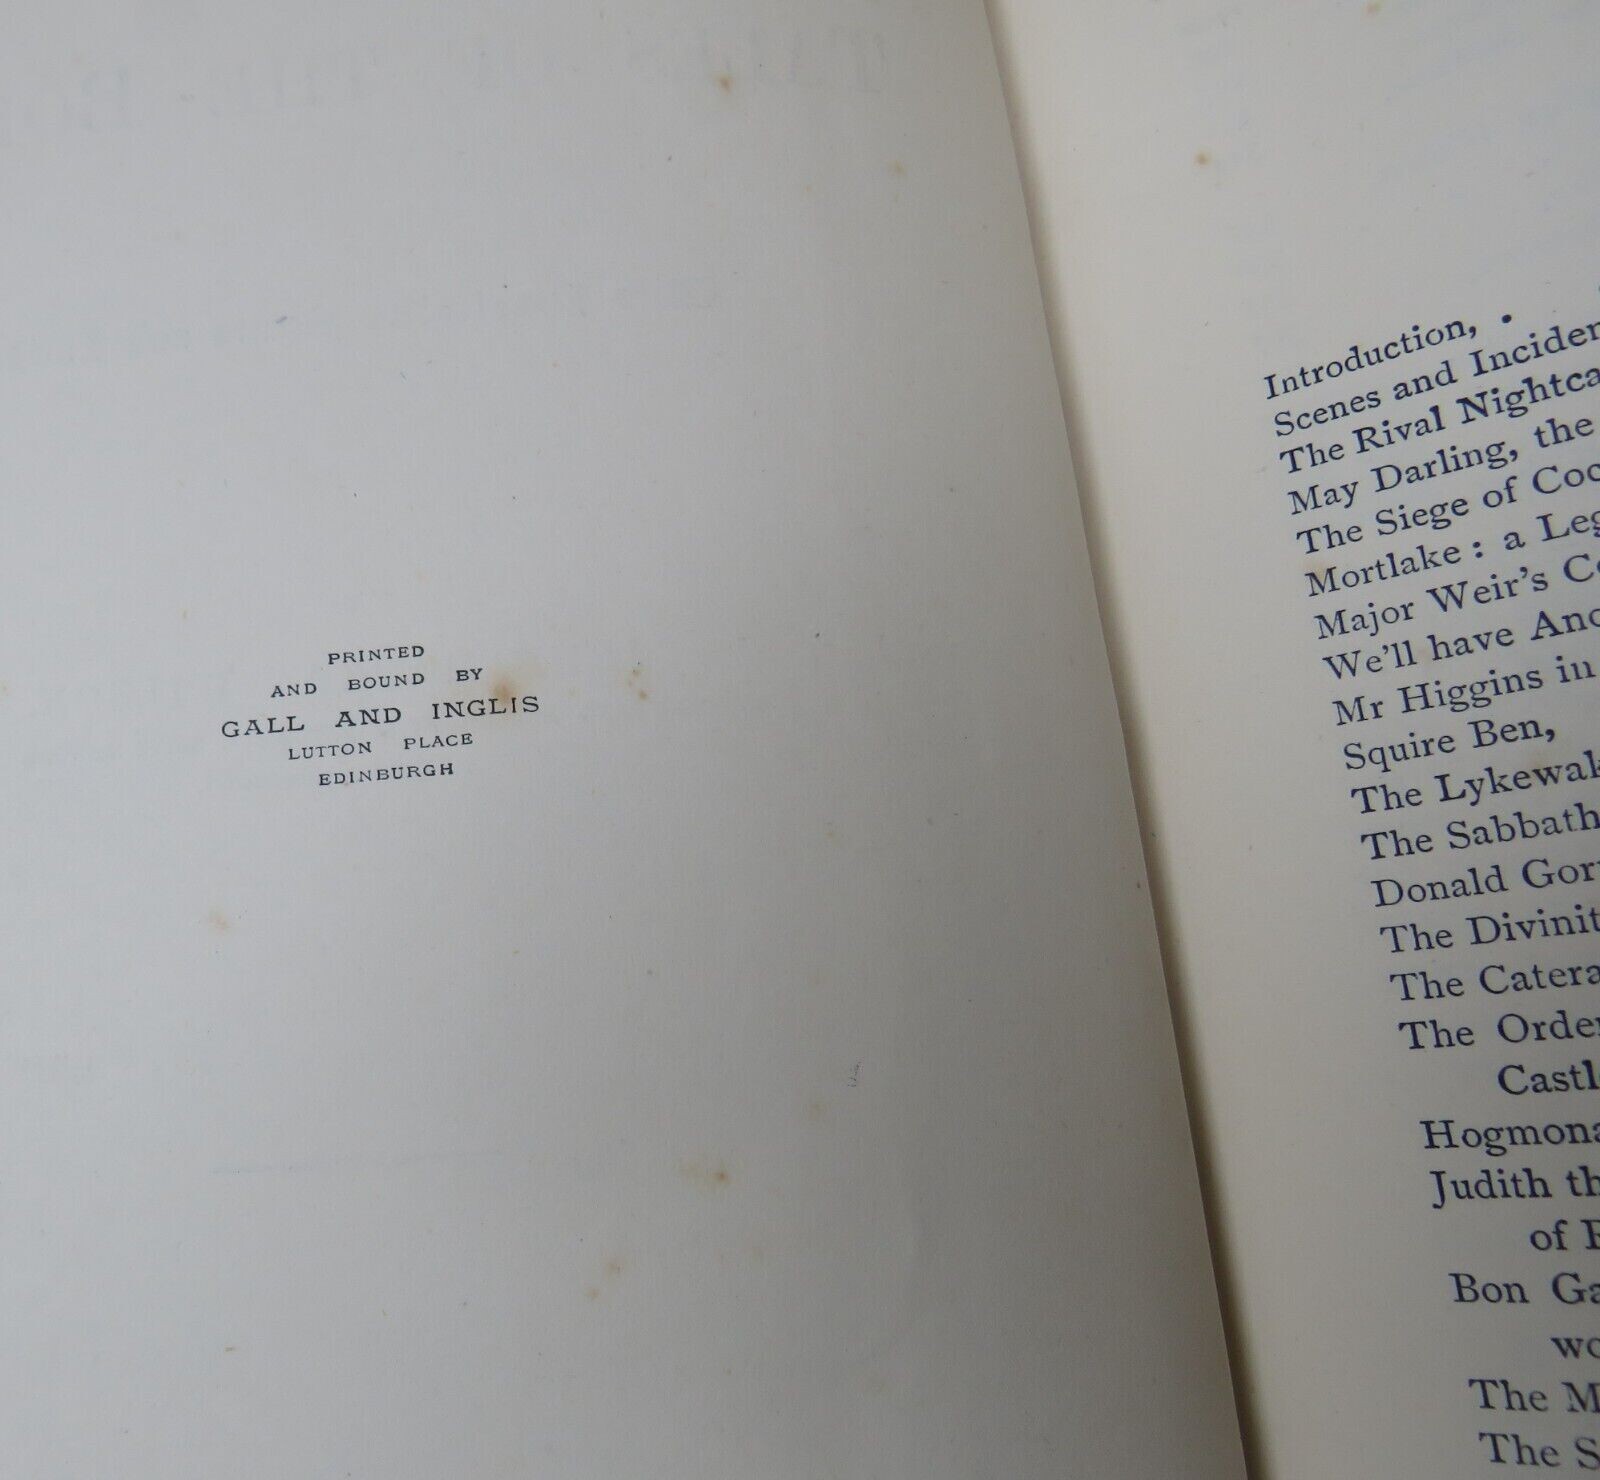 PRINTED
AND BOUND BY
GALL AND INGLIS
LUTTON PLACE
EDINBURGH
Introduction, .
Scenes and Inciden
The Rival Nightca
May Darling, the
The Siege of Coc
Mortlake: a Leg
Major Weir's Co
We'll have Ano
Mr Higgins in
Squire Ben,
The Lykewak
The Sabbath
Donald Gor
The Divinit
The Catera
The Order
Castl
Hogmona
Judith th
of
Bon Ga
wo
The M
The S